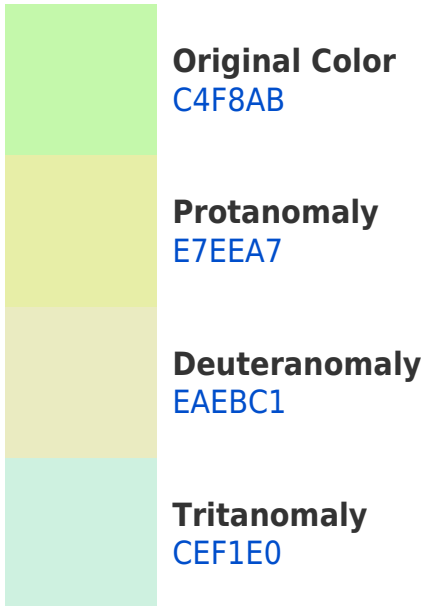 Original Color
C4F8AB
Protanomaly
E7EEA7
Deuteranomaly
EAEBC1
Tritanomaly
CEF1E0